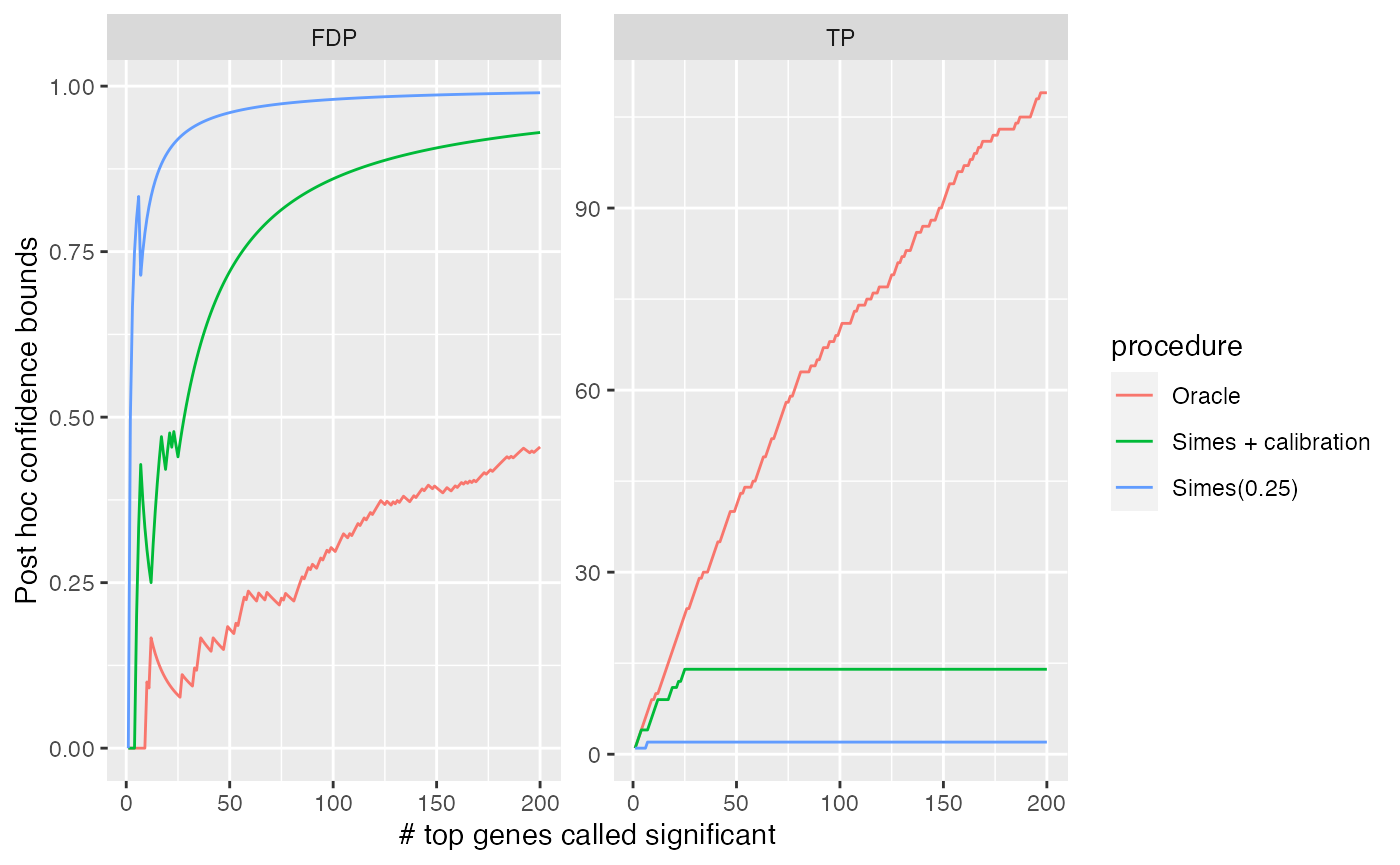 FDP
TP
Post hoc confidence bounds
1.00
0.75
0.50
0.25
0.00
90
60
30
0
0 50 100 150 200
0 50 100 150 200
# top genes called significant
procedure
Oracle
Simes + calibration
Simes(0.25)